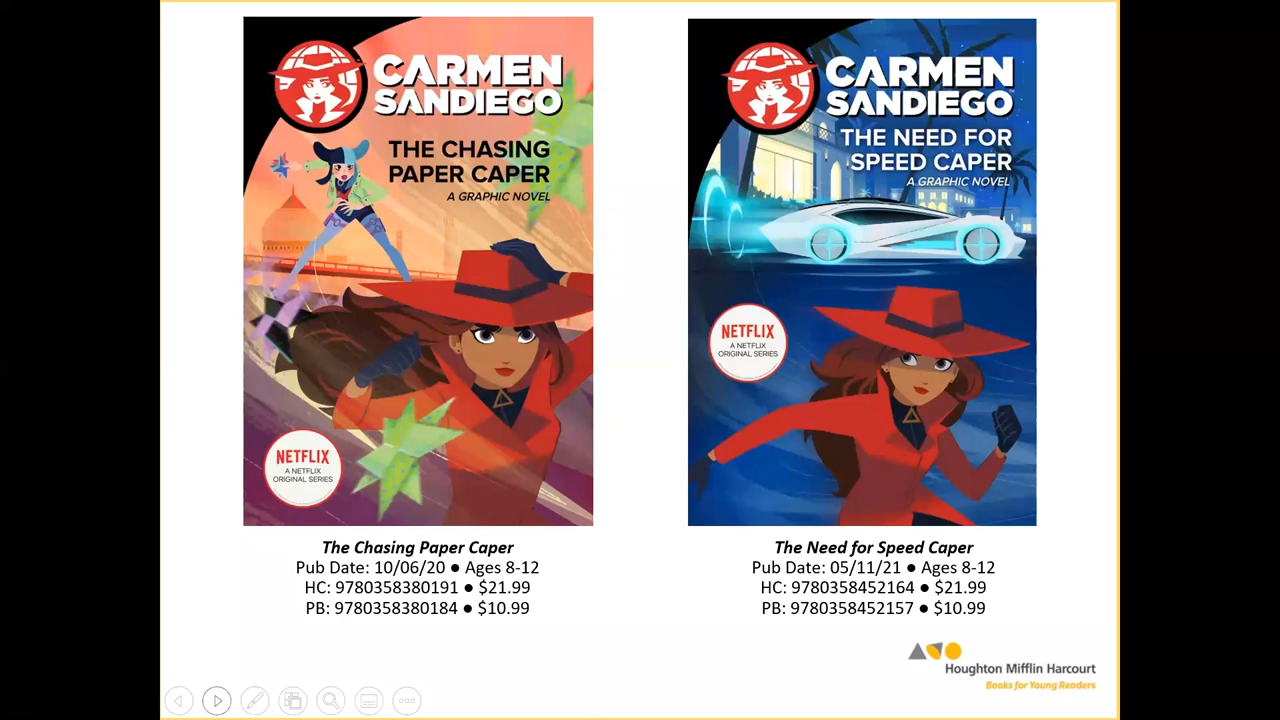 CARMEN
SANDIEGO
THE CHASING
PAPER CAPER
A GRAPHIC NOVEL
NETFLIX
A NETFLIX
ORIGINAL SERIES
The Chasing Paper Caper
Pub Date: 10/06/20 ● Ages 8-12
HC: 9780358380191 ● $21.99
PB: 9780358380184 ● $10.99
CARMEN
SANDIEGO
THE NEED FOR
SPEED CAPER
A GRAPHIC NOVEL
NETFLIX
A NETFLIX
ORIGINAL SERIES
The Need for Speed Caper
Pub Date: 05/11/21 ● Ages 8-12
HC: 9780358452164 ● $21.99
PB: 9780358452157 ● $10.99
Houghton Mifflin Harcourt
Books for Young Readers